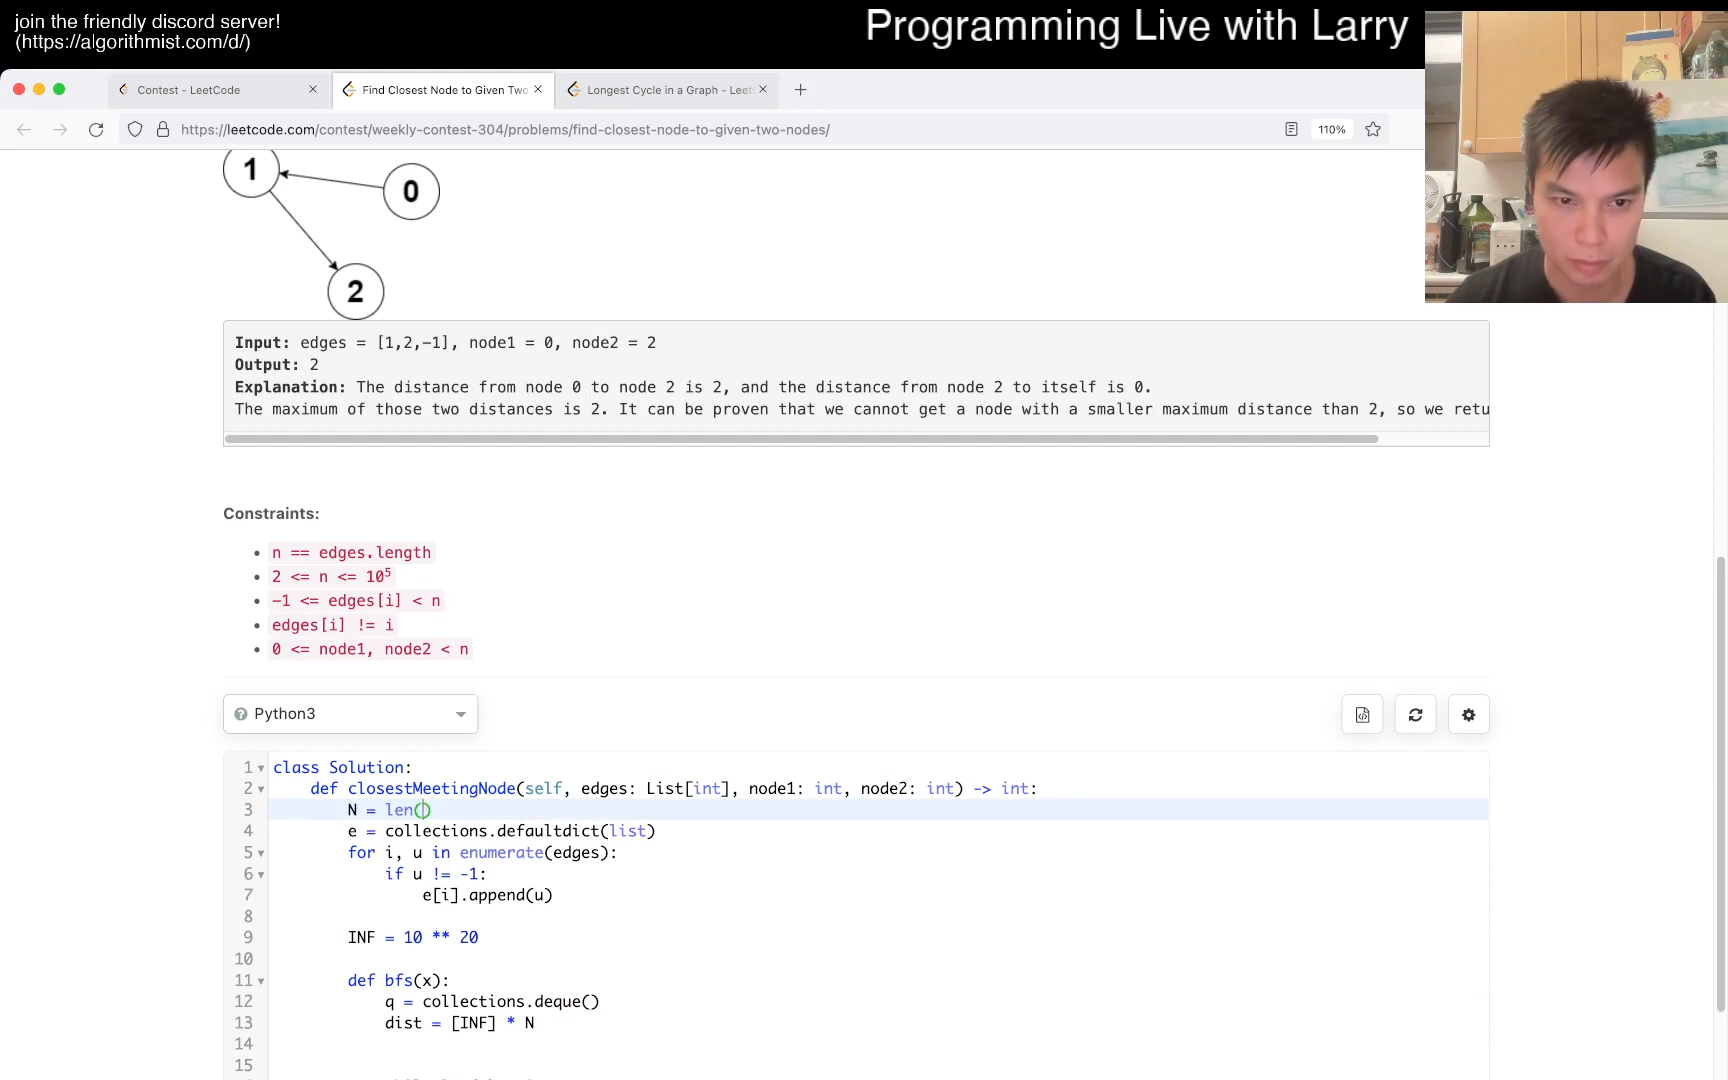 join the friendly discord server!
(https://algorithmist.com/d/)
Programming Live with Larry
Contest - LeetCode
Find Closest Node to Given Two
Longest Cycle in a Graph - Leet
https://leetcode.com/contest/weekly-contest-304/problems/find-closest-node-to-given-two-nodes/
110%
1
0
2
Input: edges = [1,2,-1], node1 = 0, node2 = 2
Output: 2
Explanation: The distance from node 0 to node 2 is 2, and the distance from node 2 to itself is 0.
The maximum of those two distances is 2. It can be proven that we cannot get a node with a smaller maximum distance than 2, so we retu
Constraints:
• n == edges.length
• 2 <= n <= 10⁵
• -1 <= edges[i] < n
• edges[i] != i
• 0 <= node1, node2 < n
Python3
1 class Solution:
2 def closestMeetingNode(self, edges: List[int], node1: int, node2: int) -> int:
3 N = len()
4 e = collections.defaultdict(list)
5 for i, u in enumerate(edges):
6 if u != -1:
7 e[i].append(u)
8
9 INF = 10 ** 20
10
11 def bfs(x):
12 q = collections.deque()
13 dist = [INF] * N
14
15